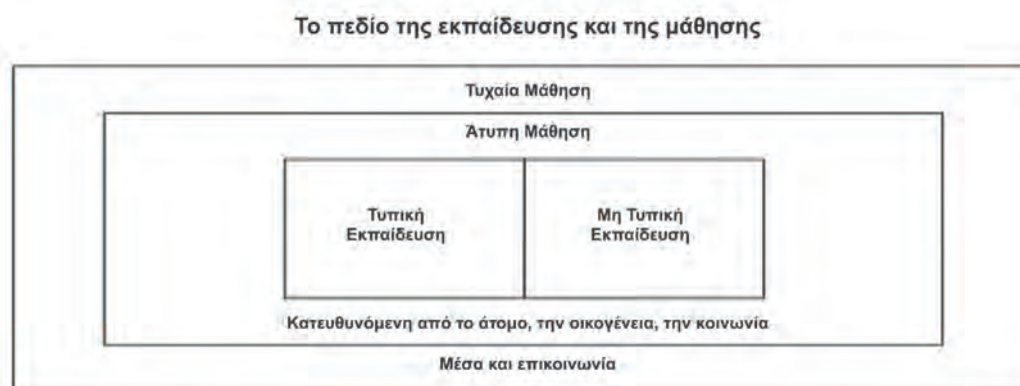 Το πεδίο της εκπαίδευσης και της μάθησης
Τυχαία Μάθηση
Άτυπη Μάθηση
Τυπική
Εκπαίδευση
Μη Τυπική
Εκπαίδευση
Κατευθυνόμενη από το άτομο, την οικογένεια, την κοινωνία
Μέσα και επικοινωνία